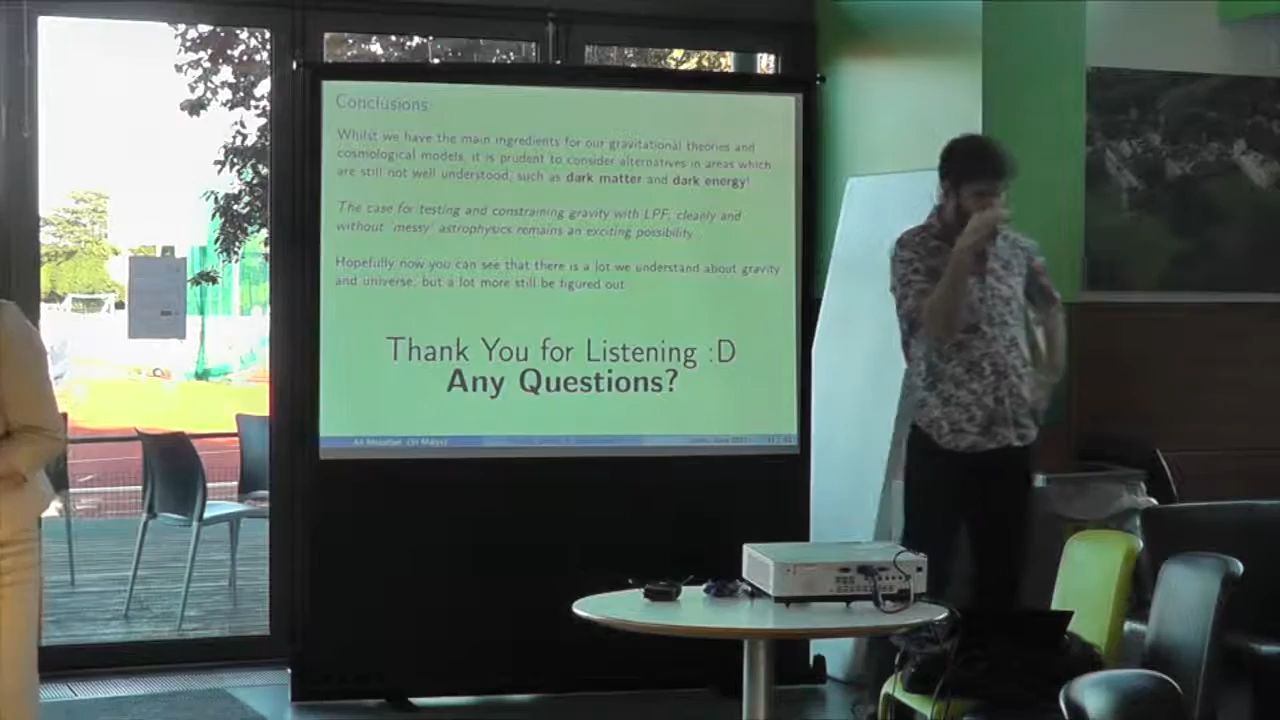 Conclusions
Whilst we have the main ingredients for our gravitational theories and
cosmological models, it is prudent to consider alternatives in areas which
are still not well understood, such as dark matter and dark energy!
The case for testing and constraining gravity with LPF, cleanly and
without 'messy' astrophysics remains an exciting possibility.
Hopefully now you can see that there is a lot we understand about gravity
and universe, but a lot more still be figured out
Thank You for Listening :D
Any Questions?